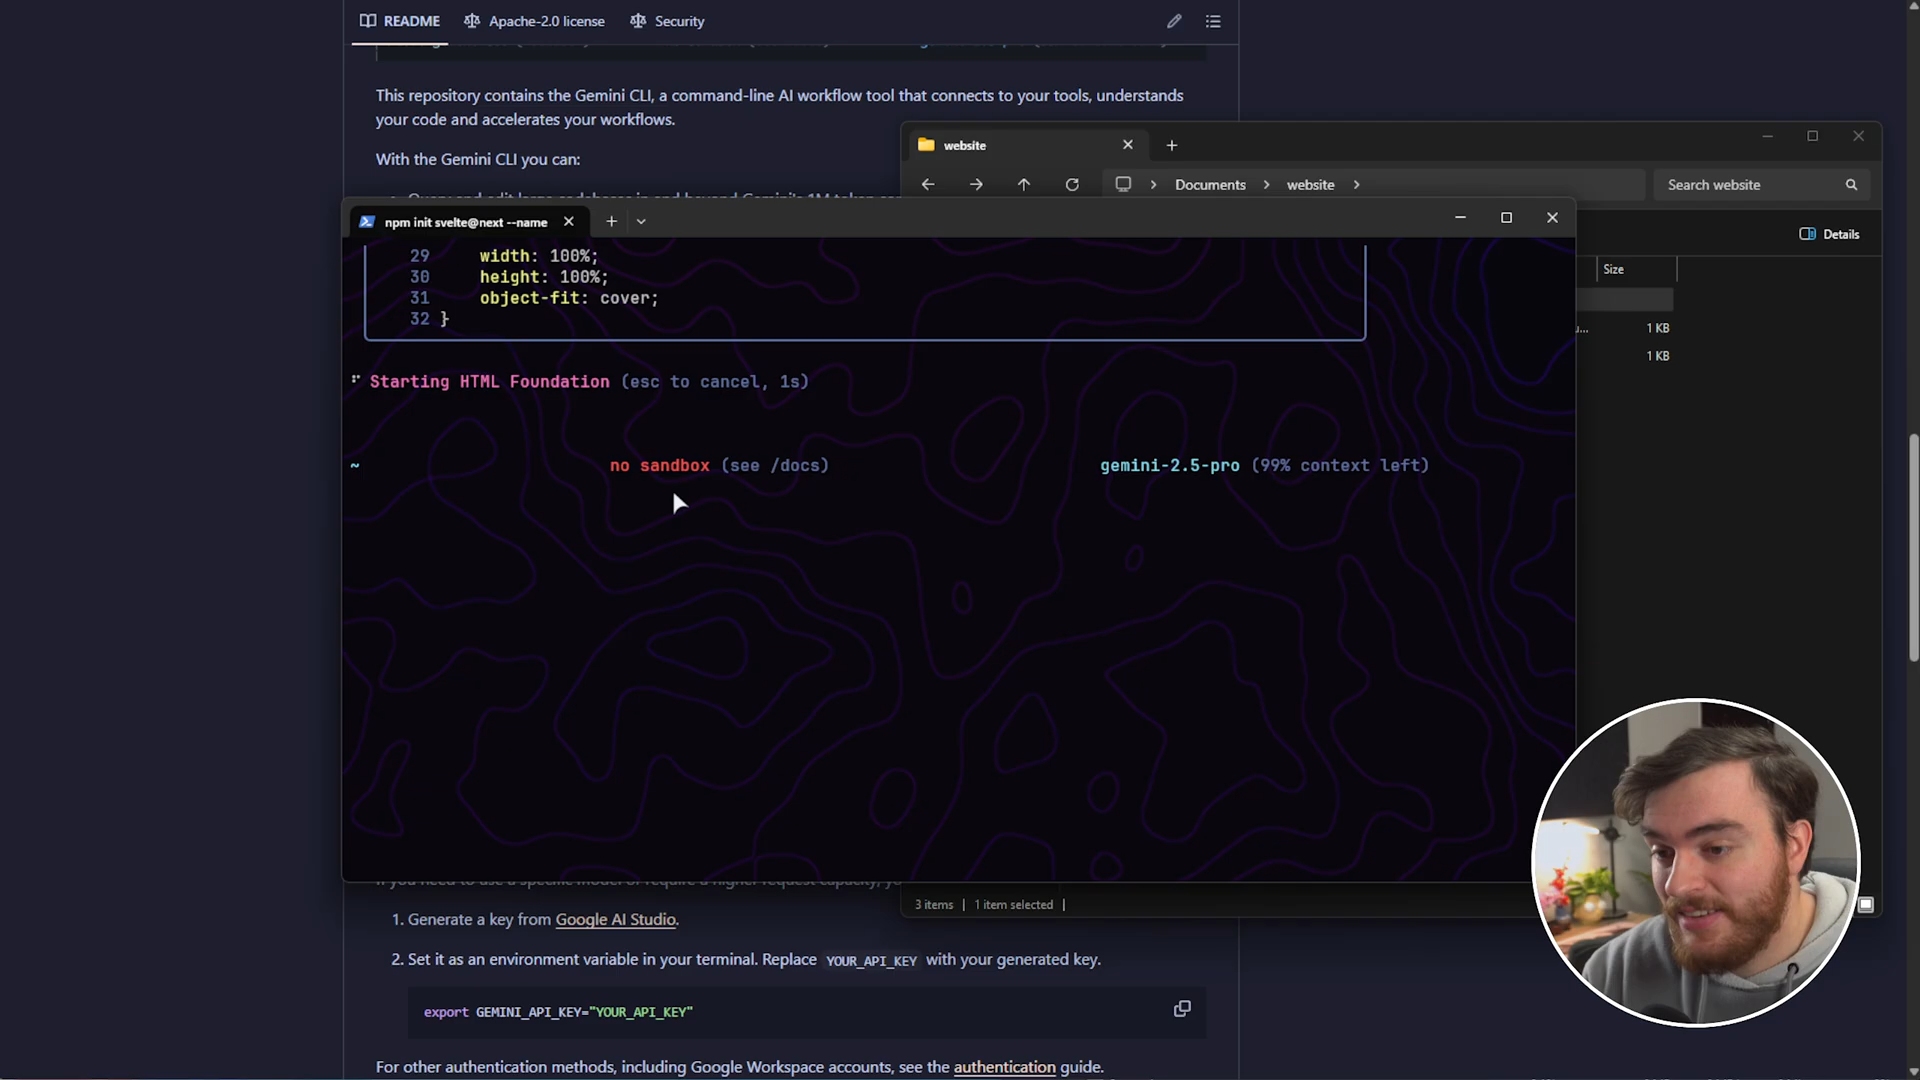 README
Apache-2.0 license
Security
This repository contains the Gemini CLI, a command-line AI workflow tool that connects to your tools, understands
your code and accelerates your workflows.
With the Gemini CLI you can:
website
Documents
website
Search website
Details
Size
1 KB
1 KB
npm init svelte@next --name
29 width: 100%;
30 height: 100%;
31 object-fit: cover;
32 }
Starting HTML Foundation (esc to cancel, 1s)
~ no sandbox (see /docs) gemini-2.5-pro (99% context left)
3 items
1 item selected
1. Generate a key from Google AI Studio.
2. Set it as an environment variable in your terminal. Replace YOUR_API_KEY with your generated key.
export GEMINI_API_KEY="YOUR_API_KEY"
For other authentication methods, including Google Workspace accounts, see the authentication guide.